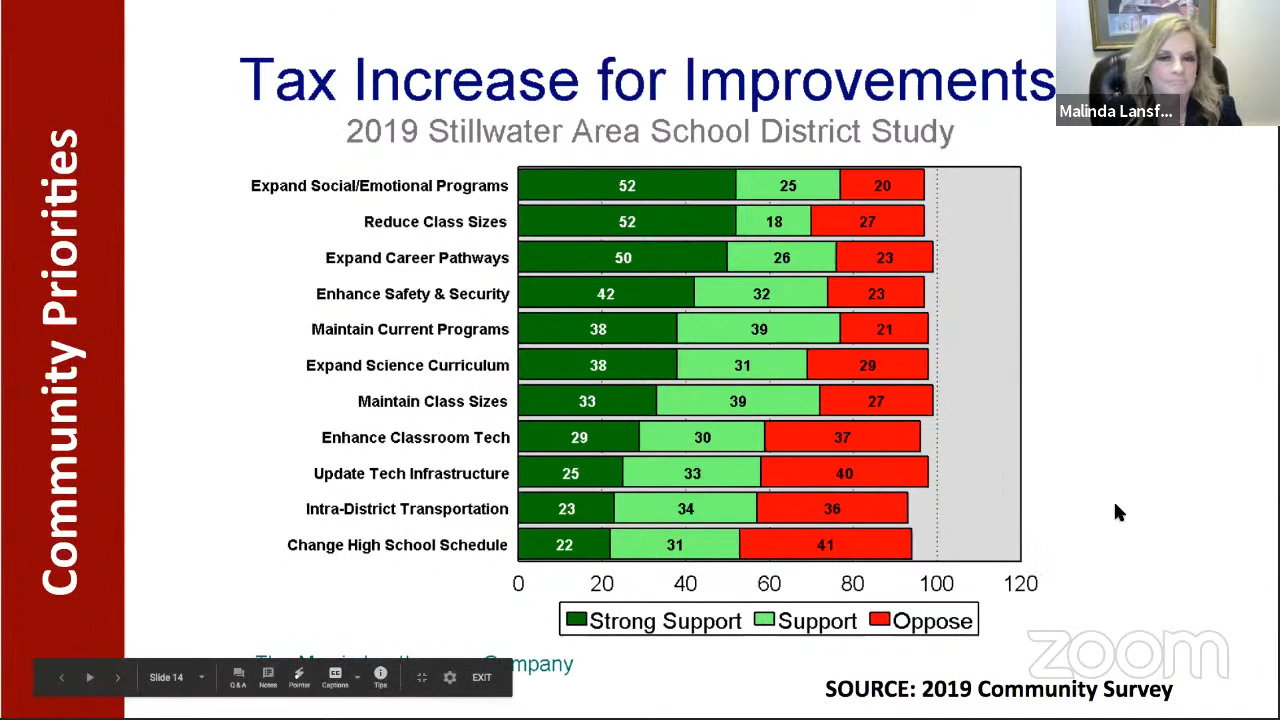 Community Priorities
Tax Increase for Improvements
2019 Stillwater Area School District Study
Malinda Lansf...
Expand Social/Emotional Programs 52 25 20
Reduce Class Sizes 52 18 27
Expand Career Pathways 50 26 23
Enhance Safety & Security 42 32 23
Maintain Current Programs 38 39 21
Expand Science Curriculum 38 31 29
Maintain Class Sizes 33 39 27
Enhance Classroom Tech 29 30 37
Update Tech Infrastructure 25 33 40
Intra-District Transportation 23 34 36
Change High School Schedule 22 31 41
0 20 40 60 80 100 120
Strong Support Support Oppose
zoom
Slide 14 Q&A Notes Pointer Captions Tips EXIT
SOURCE: 2019 Community Survey